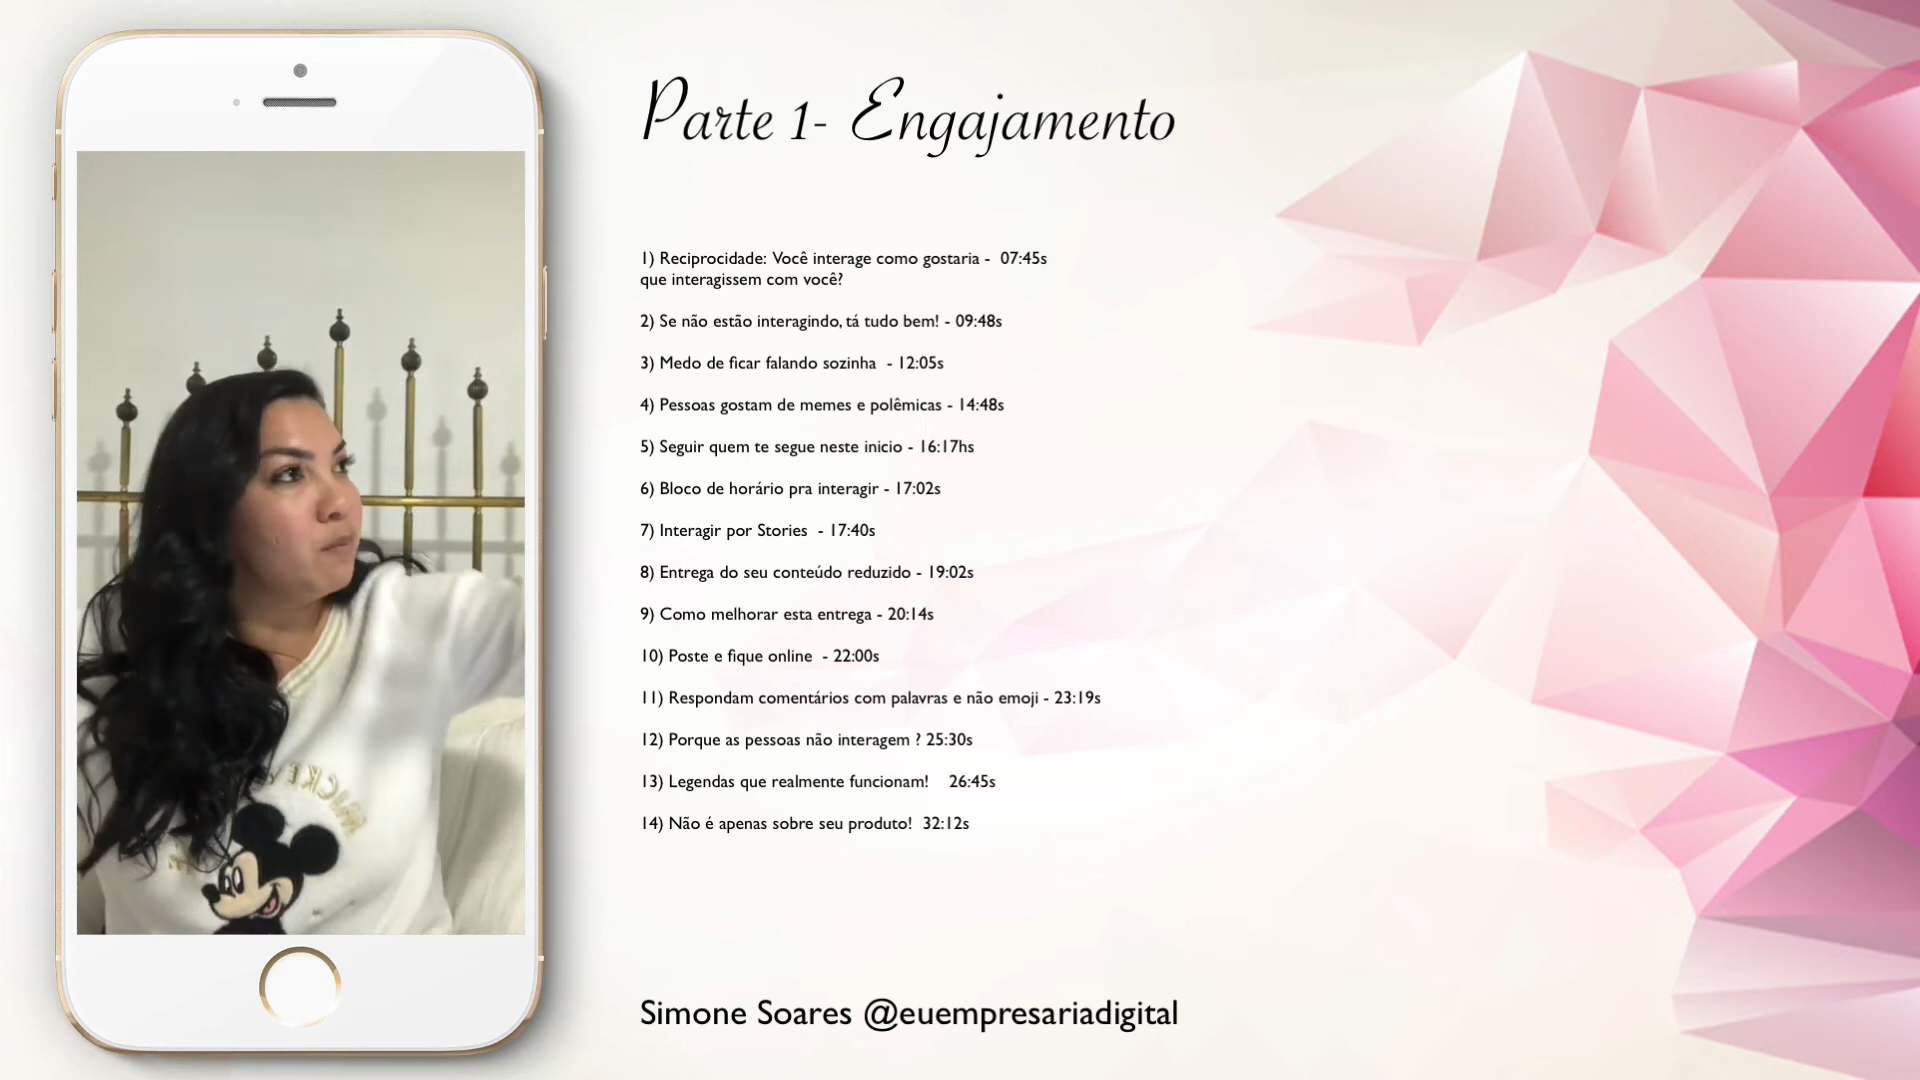 Parte 1- Engajamento
1) Reciprocidade: Você interage como gostaria - 07:45s
que interagissem com você?
2) Se não estão interagindo, tá tudo bem! - 09:48s
3) Medo de ficar falando sozinha - 12:05s
4) Pessoas gostam de memes e polêmicas - 14:48s
5) Seguir quem te segue neste inicio - 16:17hs
6) Bloco de horário pra interagir - 17:02s
7) Interagir por Stories - 17:40s
8) Entrega do seu conteúdo reduzido - 19:02s
9) Como melhorar esta entrega - 20:14s
10) Poste e fique online - 22:00s
11) Respondam comentários com palavras e não emoji - 23:19s
12) Porque as pessoas não interagem ? 25:30s
13) Legendas que realmente funcionam! 26:45s
14) Não é apenas sobre seu produto! 32:12s
MICKEY
Simone Soares @euempresariadigital